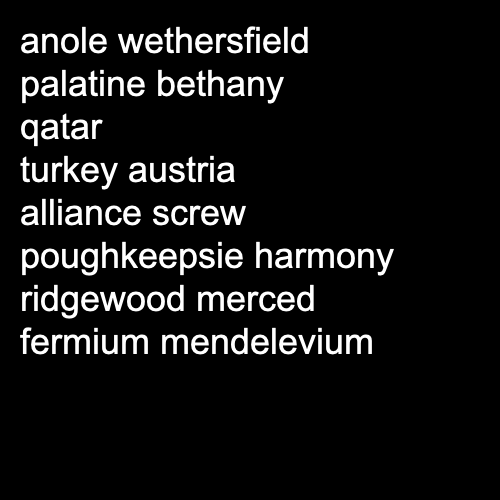 anole wethersfield
palatine bethany
qatar
turkey austria
alliance screw
poughkeepsie harmony
ridgewood merced
fermium mendelevium